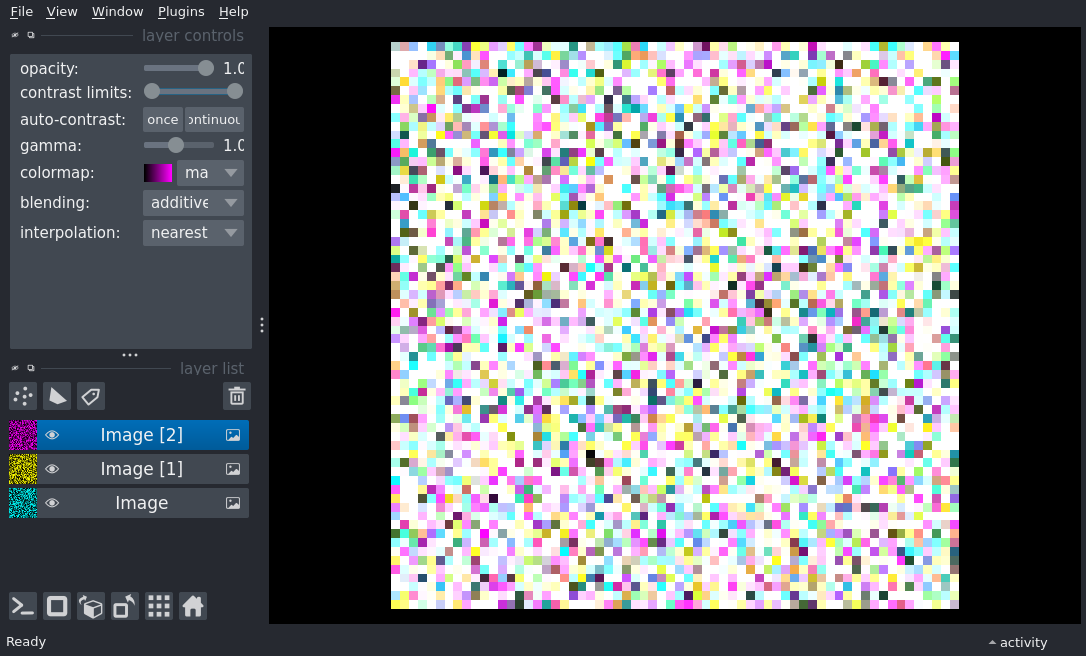 File View Window Plugins Help
layer controls
opacity: 1.0
contrast limits:
auto-contrast: once ontinuou
gamma: 1.0
colormap: ma
blending: additive
interpolation: nearest
layer list
Image [2]
Image [1]
Image
Ready
activity